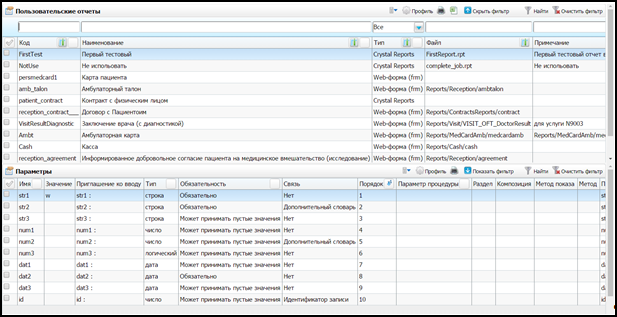 Пользовательские отчеты Профиль Скрыть фильтр Найти Очистить фильтр
Все
Код Наименование Тип Файл Примечание
FirstTest Первый тестовый Crystal Reports FirstReport.rpt Первый тестовый отчет в
NotUse Не использовать Crystal Reports complete_job.rpt Не использовать
persmedcard1 Карта пациента Web-форма (frm)
amb_talon Амбулаторный талон Web-форма (frm) Reports/Reception/ambtalon
patient_contract Контракт с физическим лицом Crystal Reports
reception_contract___ Договор с Пациентом Web-форма (frm) Reports/ContractsReports/contract
VisitResultDiagnostic Заключение врача (с диагностикой) Web-форма (frm) Reports/Visit/VISIT_OFT_DoctorResult для услуги N9003
Ambt Амбулаторная карта Web-форма (frm) Reports/MedCardAmb/medcardamb Reports/MedCardAmb/me
Cash Касса Web-форма (frm) Reports/Cash/cash
reception_agreement Информированное добровольное согласие пациента на медицинское вмешательство (исследование) Web-форма (frm) Reports/Reception/agreement
Параметры Профиль Показать фильтр Найти Очистить фильтр
Имя Значение Приглашение ко вводу Тип Обязательность Связь Порядок Параметр процедуры Раздел Композиция Метод показа Метод П
str1 w str1 : строка Обязательно Нет 1 st
str2 str2 : строка Обязательно Дополнительный словарь 2 st
str3 str3 : строка Может принимать пустые значения Нет 3 st
num1 num1 : число Может принимать пустые значения Нет 4 nu
num2 num2 : число Может принимать пустые значения Дополнительный словарь 5 nu
num3 num3 : логический Может принимать пустые значения Нет 6 nu
dat1 dat1 : дата Может принимать пустые значения Нет 7 da
dat2 dat2 : дата Обязательно Нет 8 da
dat3 dat3 : дата Может принимать пустые значения Нет 9 da
id id : число Может принимать пустые значения Идентификатор записи 10 id